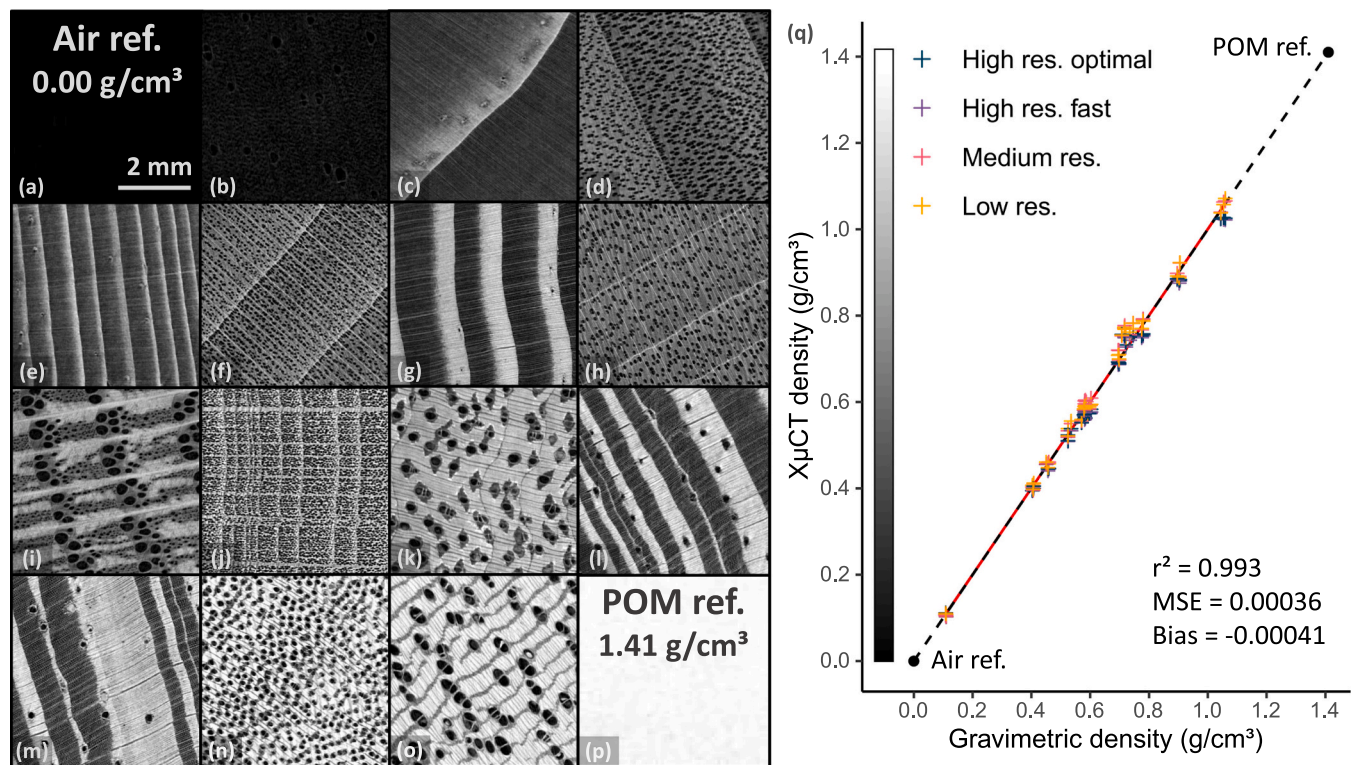 Air ref.
0.00 g/cm³
2 mm
(a)
(b)
(c)
(d)
(e)
(f)
(g)
(h)
(i)
(j)
(k)
(l)
(m)
(n)
(o)
POM ref.
1.41 g/cm³
(p)
(q)
POM ref.
High res. optimal
High res. fast
Medium res.
Low res.
XµCT density (g/cm³)
1.4
1.2
1.0
0.8
0.6
0.4
0.2
0.0
r² = 0.993
MSE = 0.00036
Bias = -0.00041
Air ref.
0.0 0.2 0.4 0.6 0.8 1.0 1.2 1.4
Gravimetric density (g/cm³)